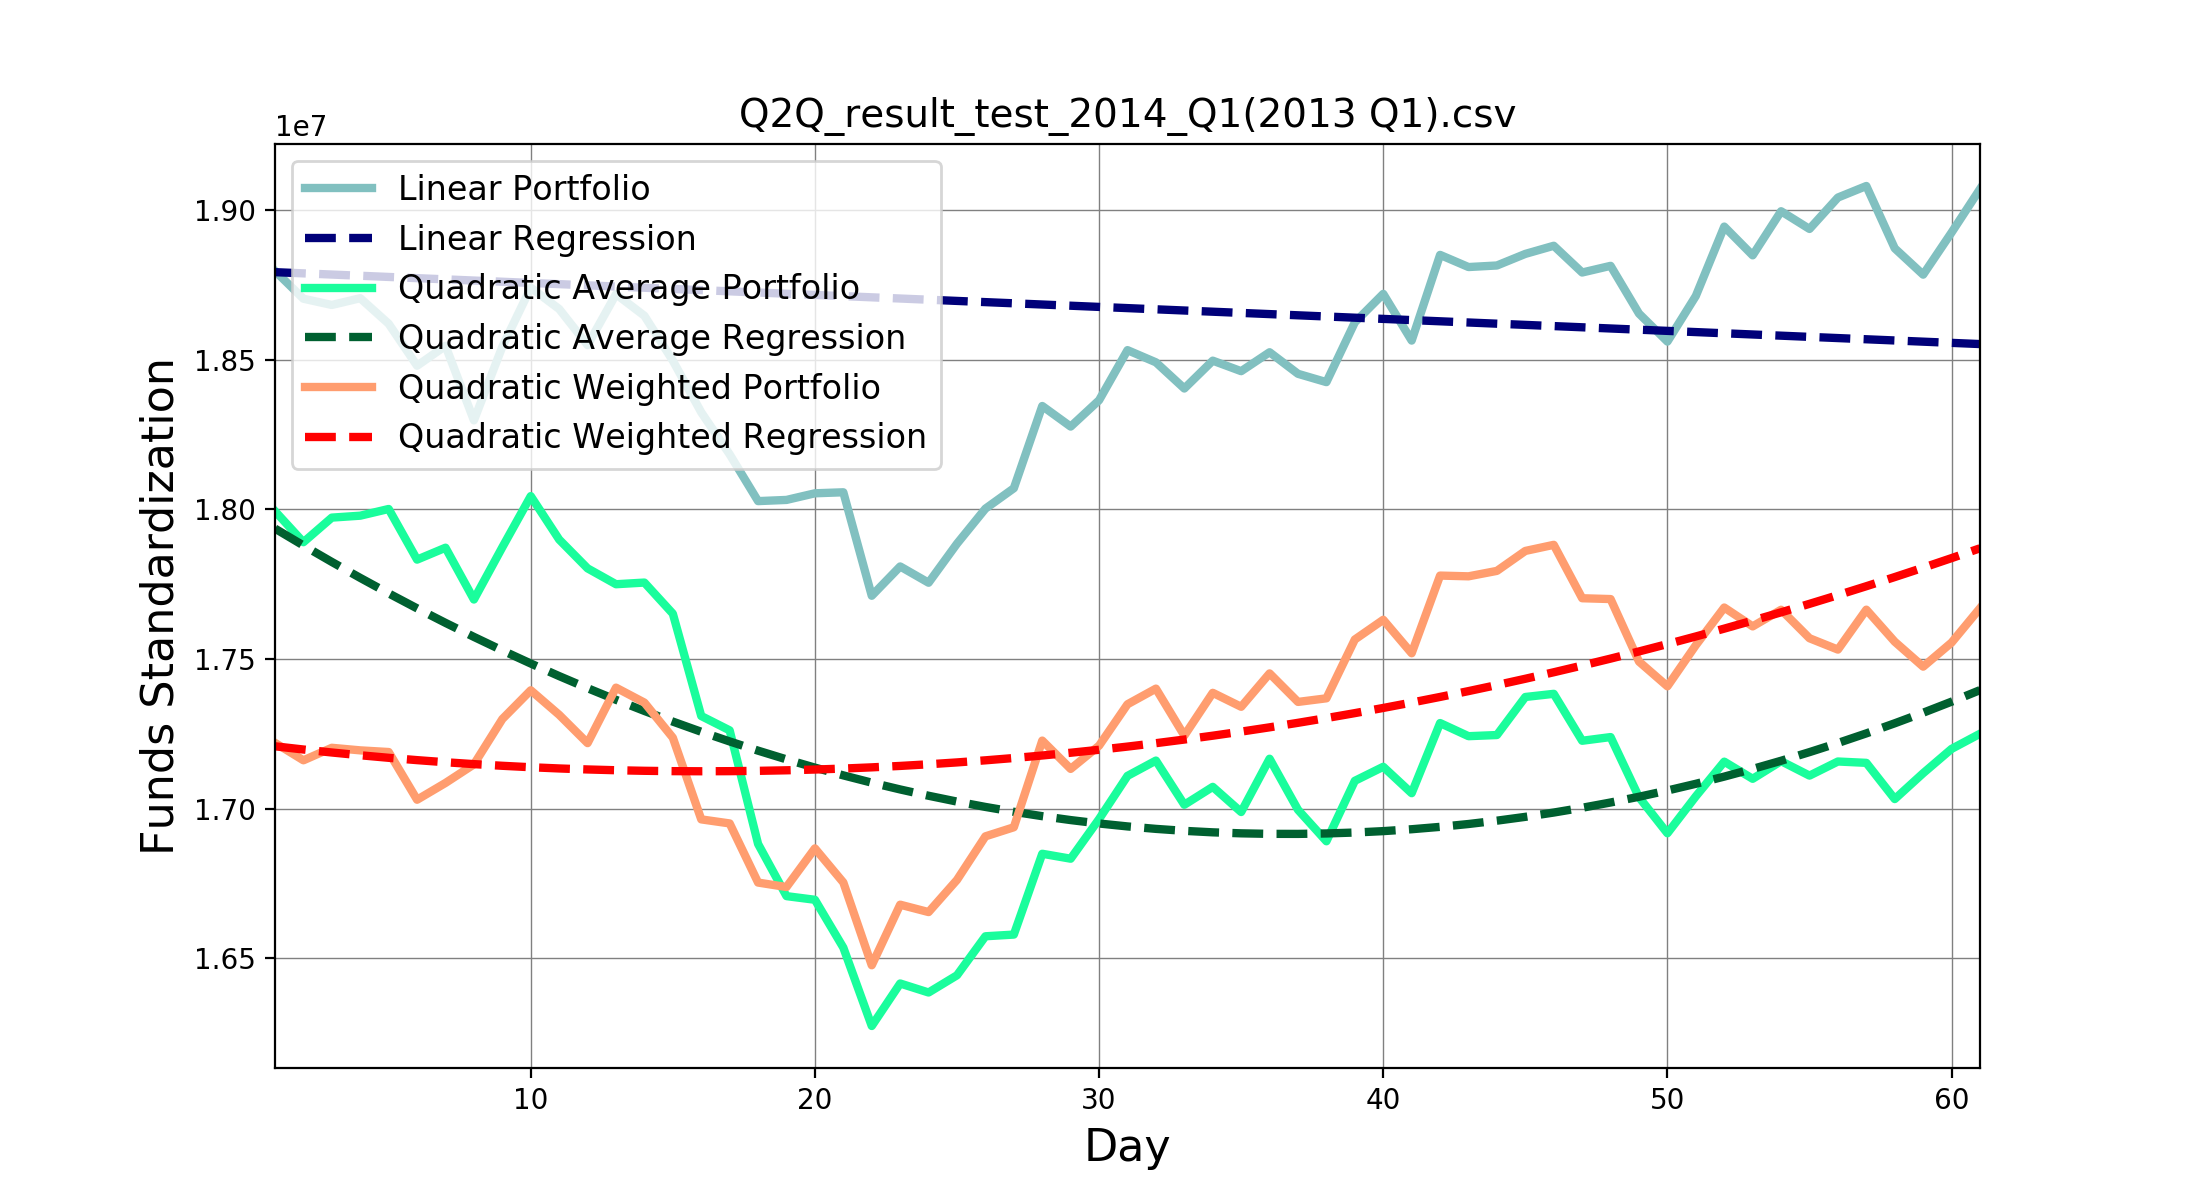 Q2Q_result_test_2014_Q1(2013 Q1).csv
1e7
Linear Portfolio
Linear Regression
Quadratic Average Portfolio
Quadratic Average Regression
Quadratic Weighted Portfolio
Quadratic Weighted Regression
Funds Standardization
1.90
1.85
1.80
1.75
1.70
1.65
10 20 30 40 50 60
Day